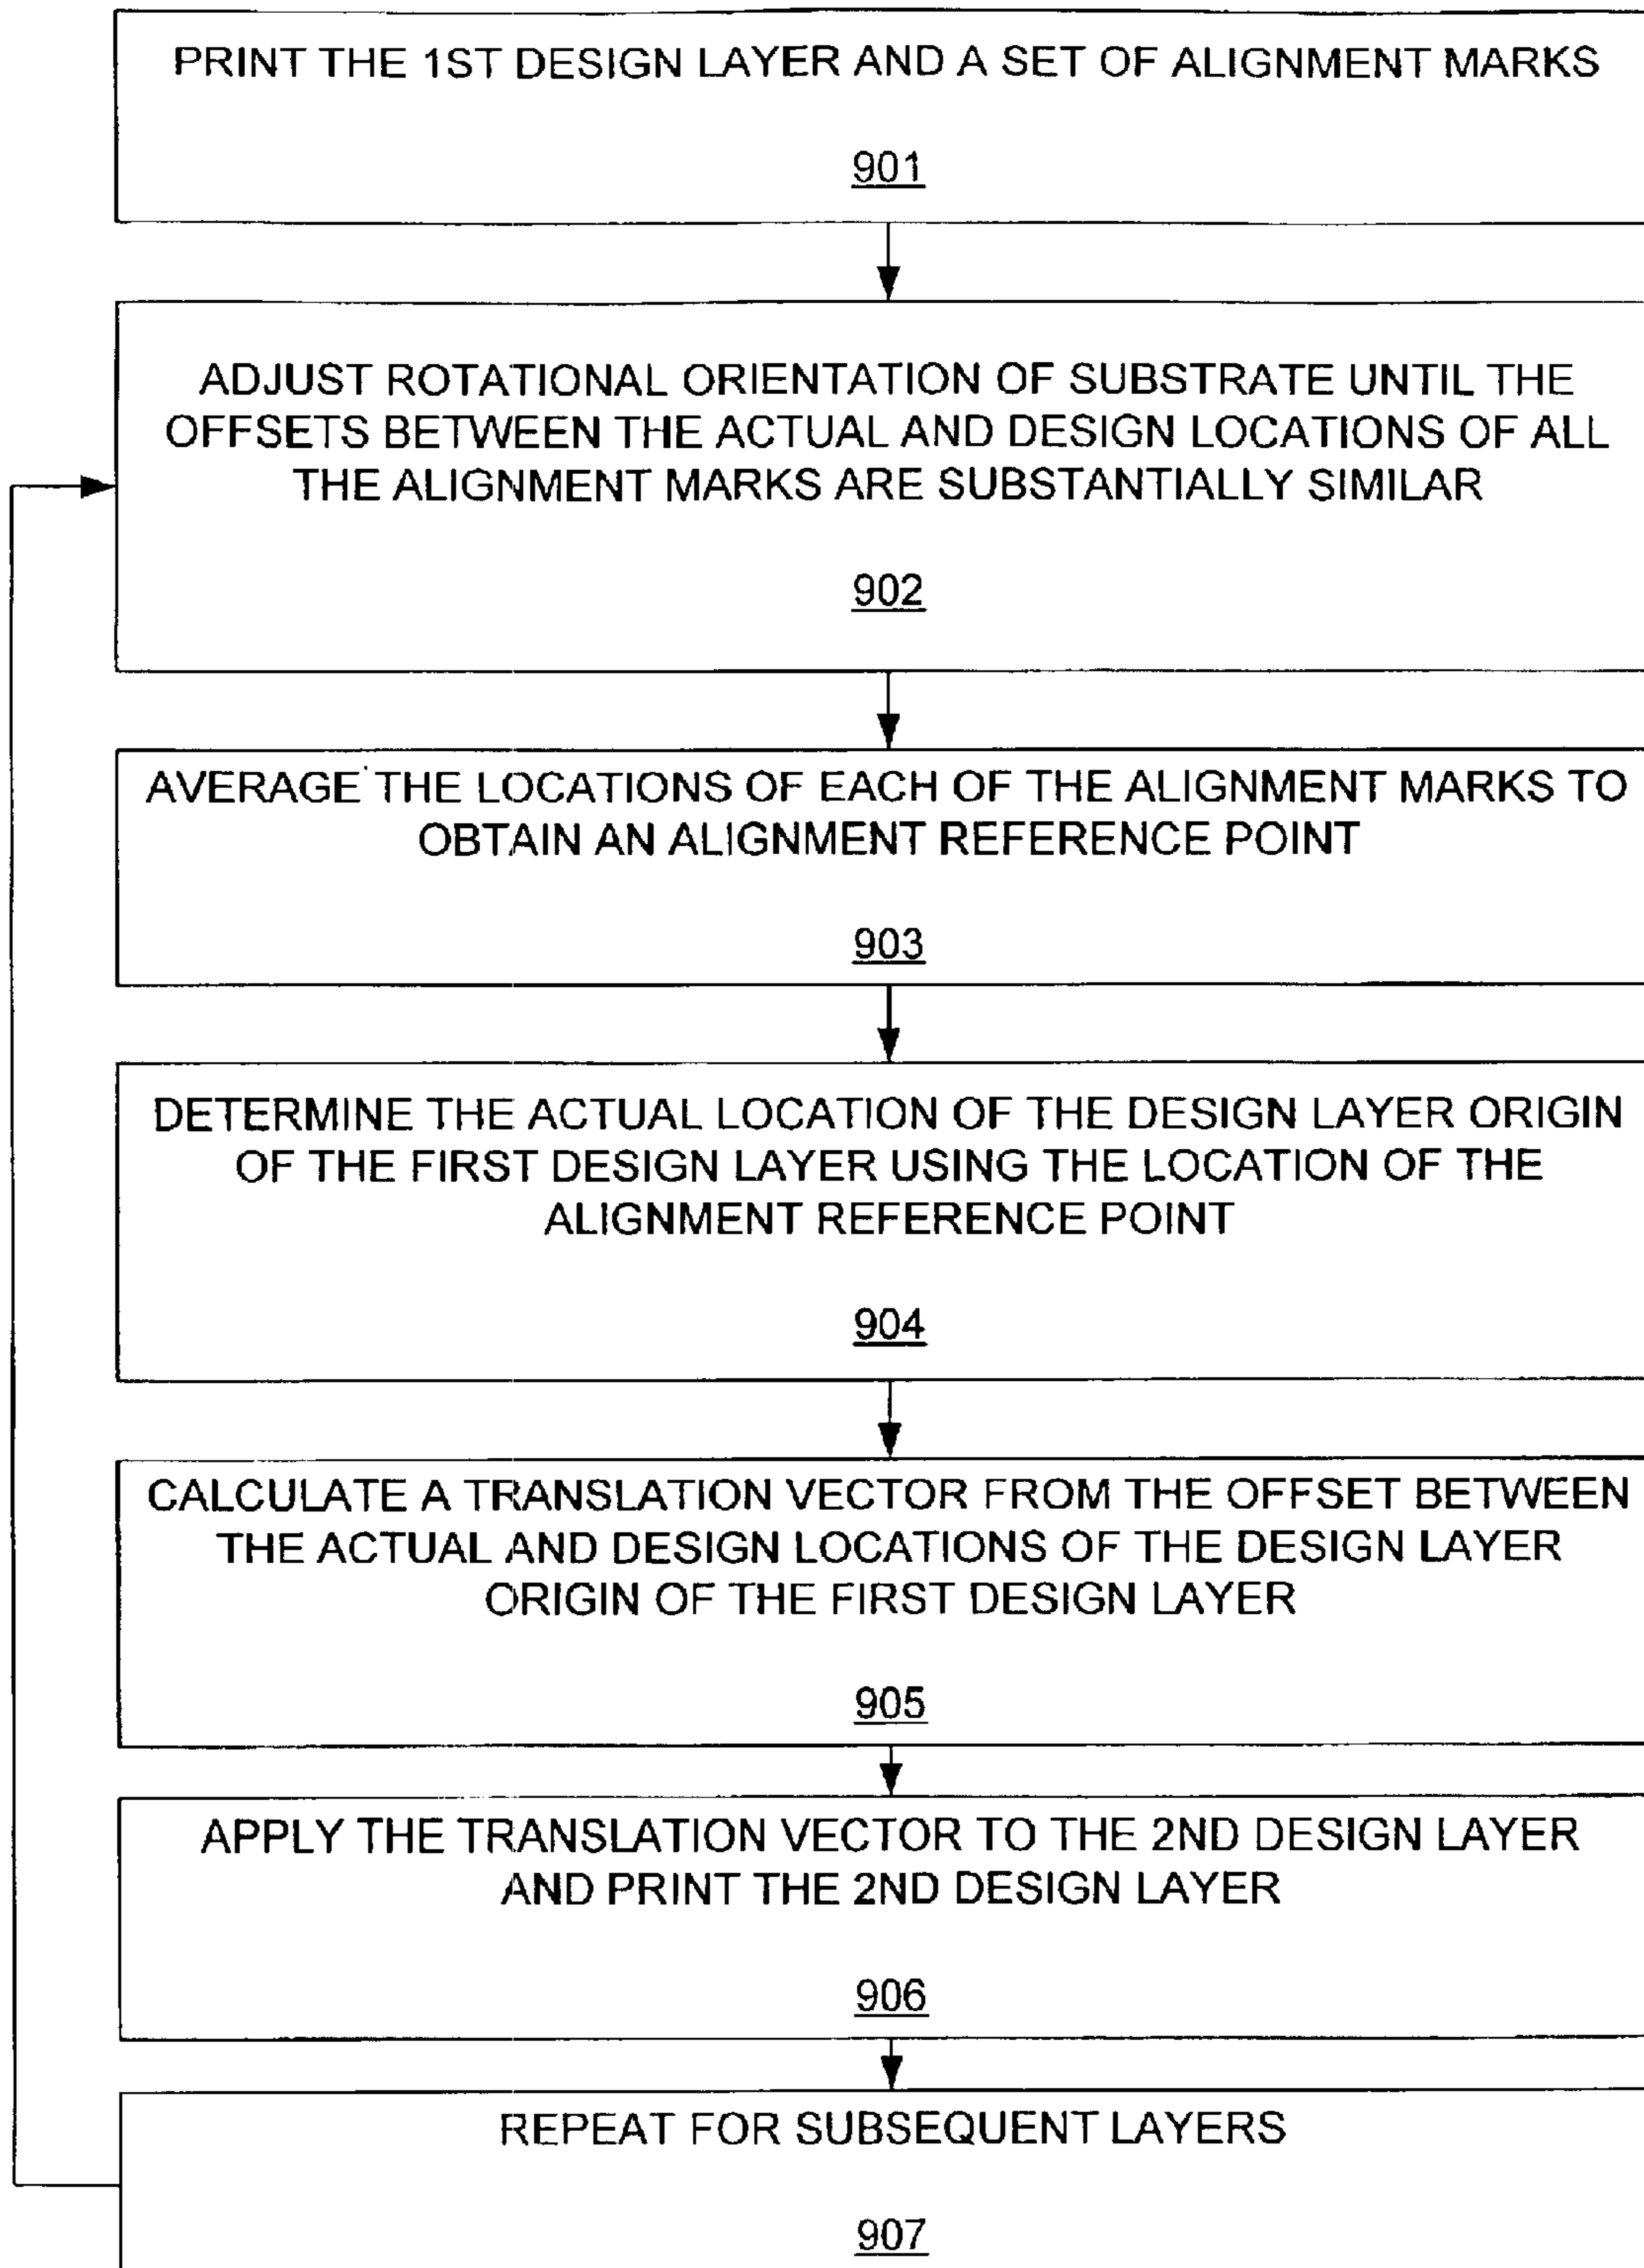 PRINT THE 1ST DESIGN LAYER AND A SET OF ALIGNMENT MARKS
901
ADJUST ROTATIONAL ORIENTATION OF SUBSTRATE UNTIL THE
OFFSETS BETWEEN THE ACTUAL AND DESIGN LOCATIONS OF ALL
THE ALIGNMENT MARKS ARE SUBSTANTIALLY SIMILAR
902
AVERAGE THE LOCATIONS OF EACH OF THE ALIGNMENT MARKS TO
OBTAIN AN ALIGNMENT REFERENCE POINT
903
DETERMINE THE ACTUAL LOCATION OF THE DESIGN LAYER ORIGIN
OF THE FIRST DESIGN LAYER USING THE LOCATION OF THE
ALIGNMENT REFERENCE POINT
904
CALCULATE A TRANSLATION VECTOR FROM THE OFFSET BETWEEN
THE ACTUAL AND DESIGN LOCATIONS OF THE DESIGN LAYER
ORIGIN OF THE FIRST DESIGN LAYER
905
APPLY THE TRANSLATION VECTOR TO THE 2ND DESIGN LAYER
AND PRINT THE 2ND DESIGN LAYER
906
REPEAT FOR SUBSEQUENT LAYERS
907